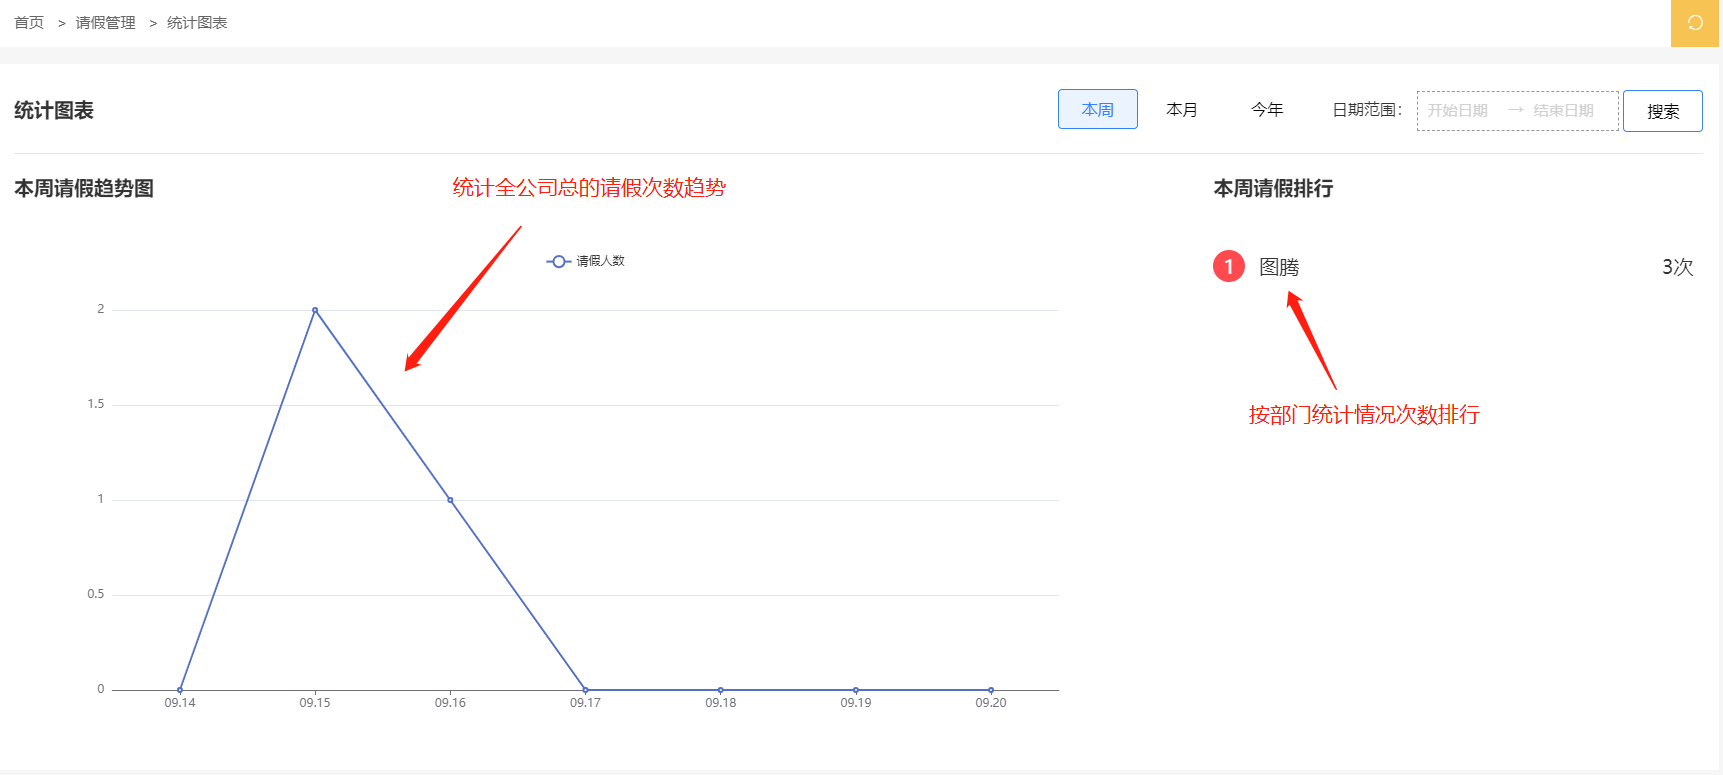 首页 > 请假管理 > 统计图表
统计图表
本周 本月 今年 日期范围: 开始日期 → 结束日期 搜索
本周请假趋势图
统计全公司总的请假次数趋势
本周请假排行
请假人数
1 图腾 3次
按部门统计情况次数排行
2
1.5
1
0.5
0
09.14 09.15 09.16 09.17 09.18 09.19 09.20